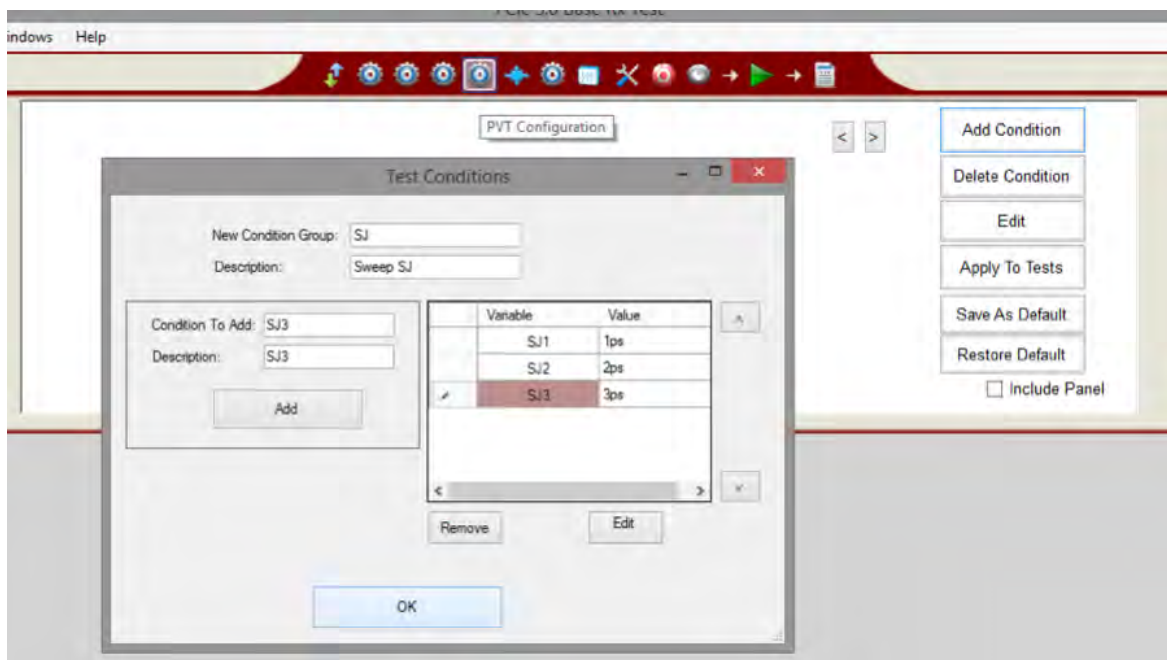 indows Help
PVT Configuration
< >
Add Condition
Delete Condition
Edit
Apply To Tests
Save As Default
Restore Default
Include Panel
Test Conditions
New Condition Group: SJ
Description: Sweep SJ
Condition To Add: SJ3
Description: SJ3
Add
Variable Value
SJ1 1ps
SJ2 2ps
SJ3 3ps
Remove Edit
OK